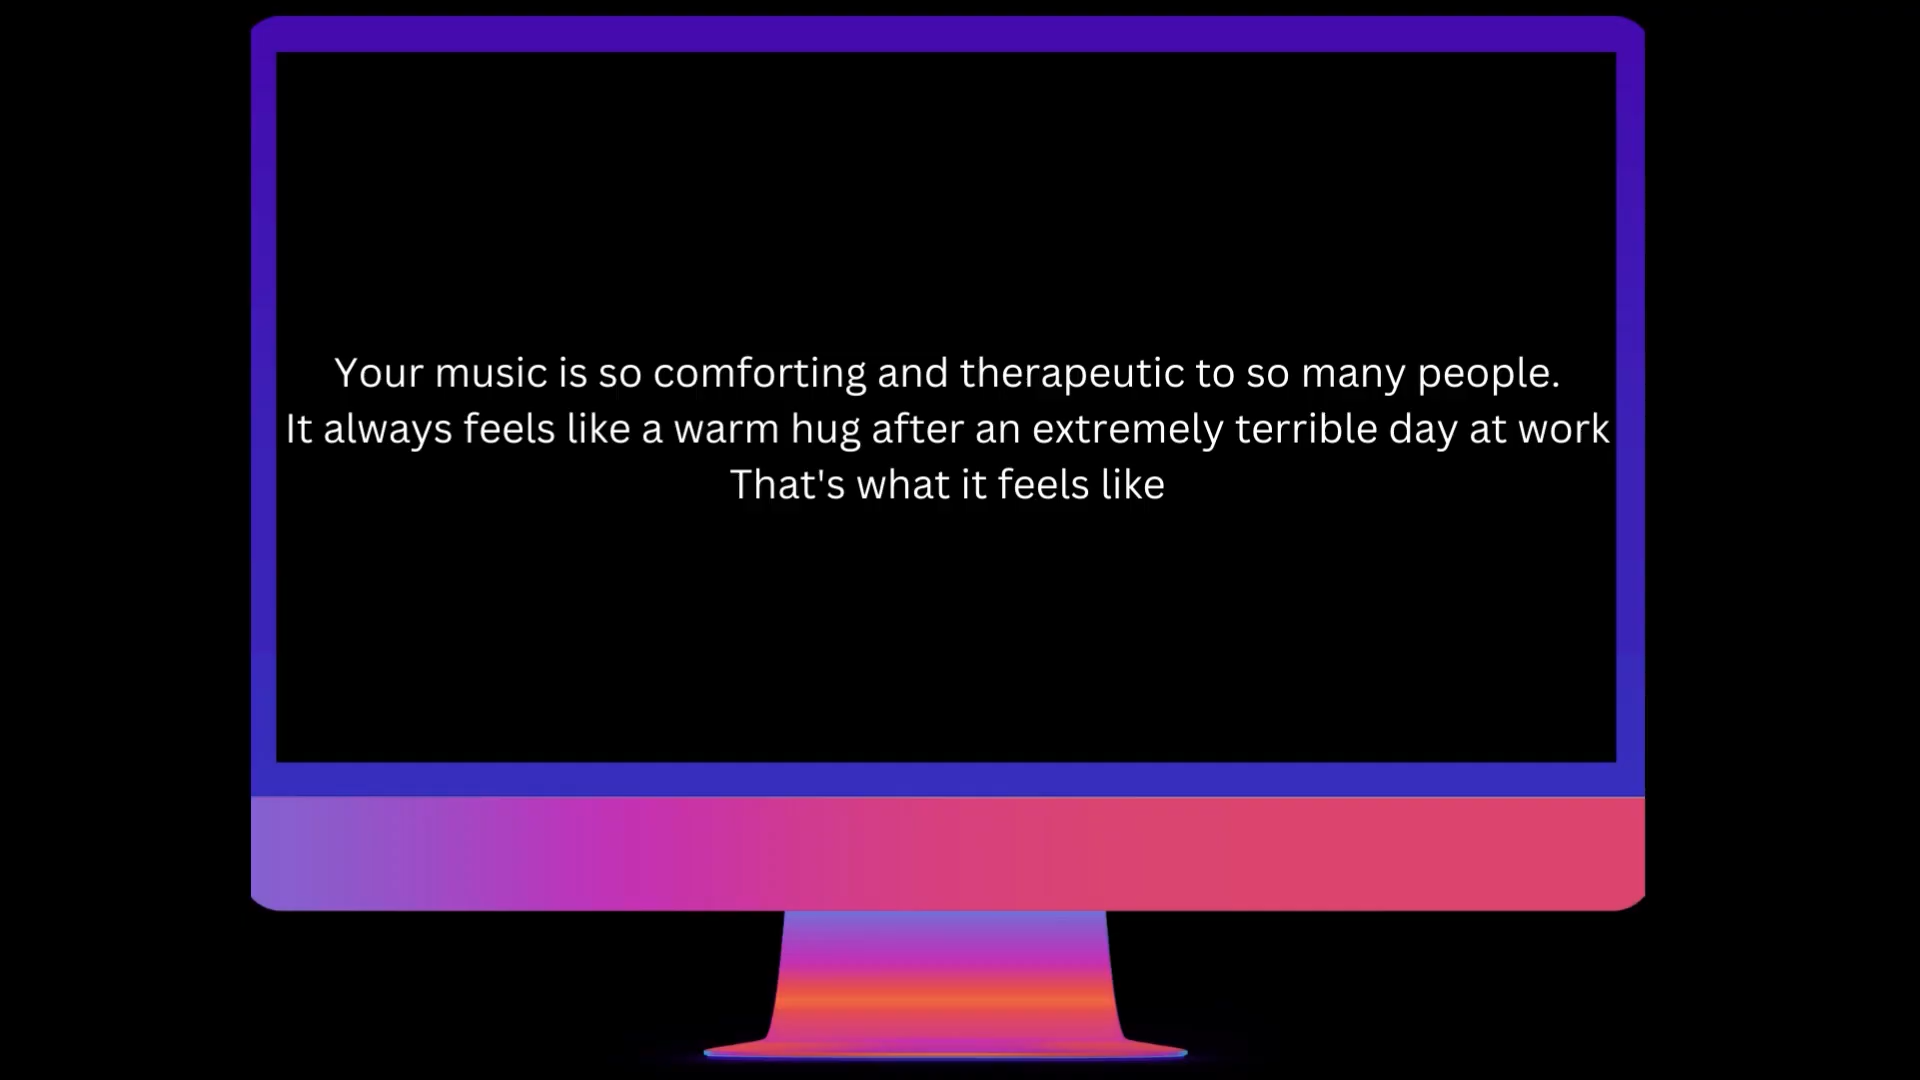 Your music is so comforting and therapeutic to so many people.
It always feels like a warm hug after an extremely terrible day at work
That's what it feels like